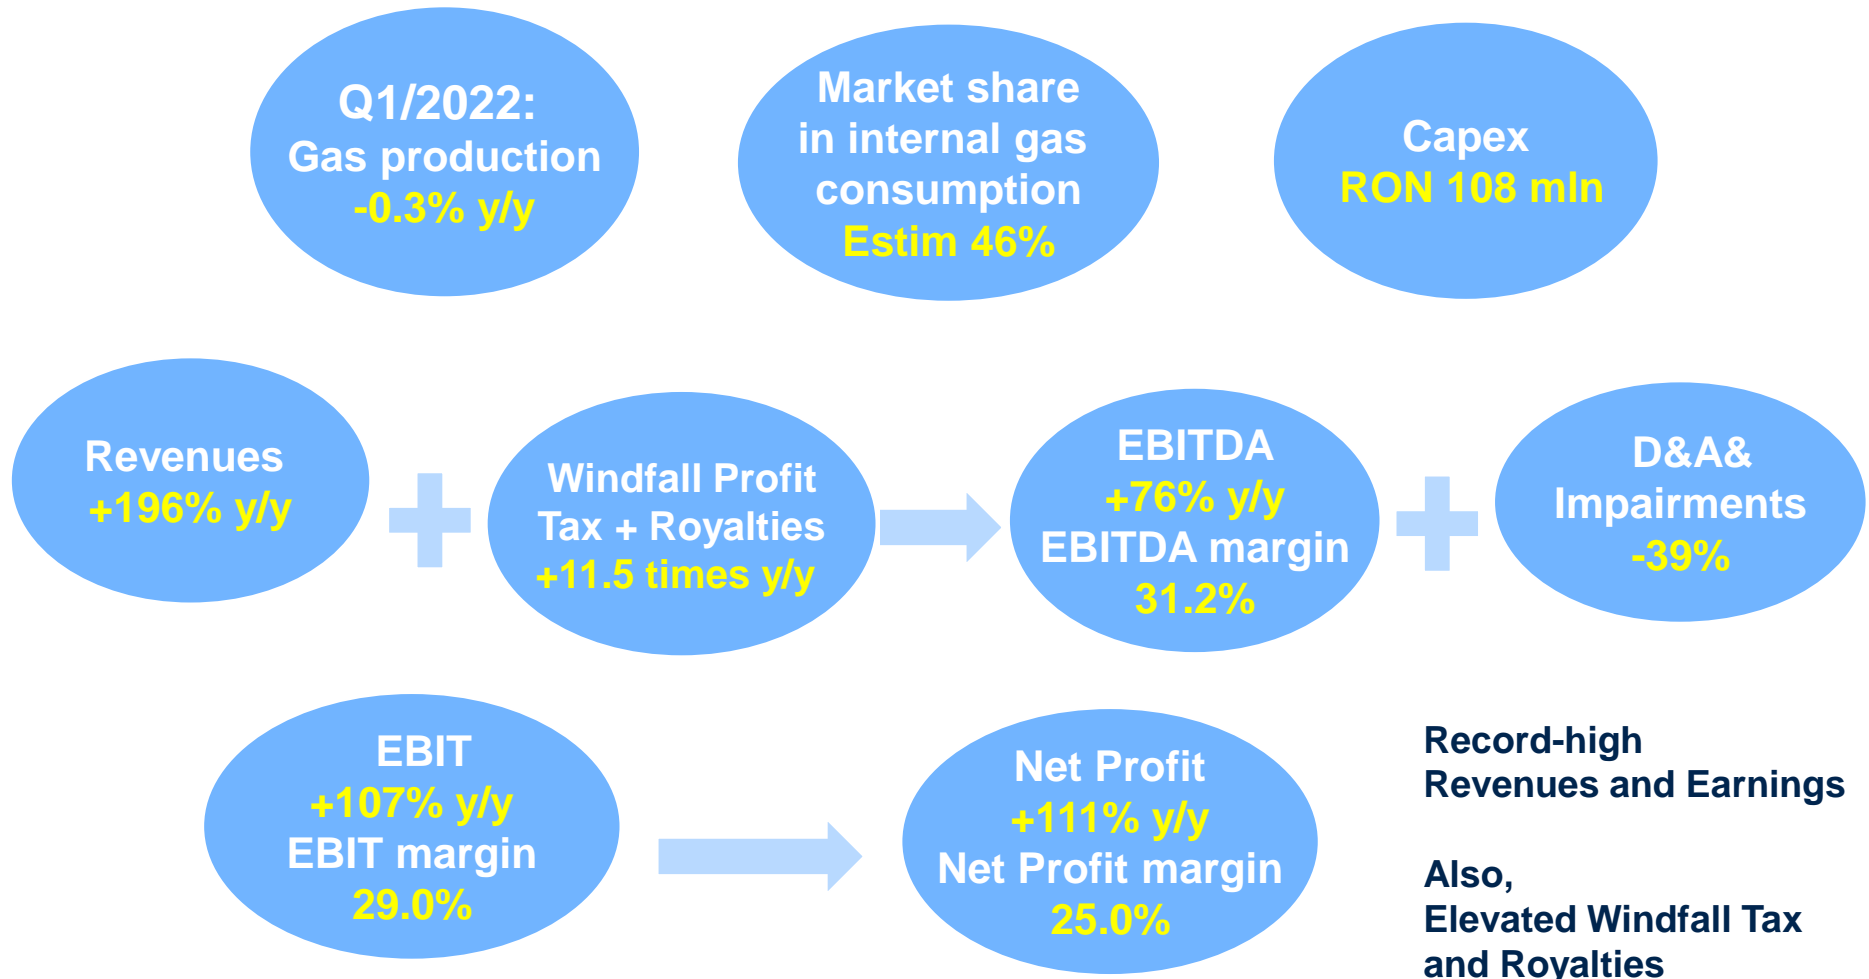 Q1/2022:
Gas production
-0.3% y/y
Market share
in internal gas
consumption
Estim 46%
Capex
RON 108 mln
Revenues
+196% y/y
Windfall Profit
Tax + Royalties
+11.5 times y/y
EBITDA
+76% y/y
EBITDA margin
31.2%
D&A&
Impairments
-39%
EBIT
+107% y/y
EBIT margin
29.0%
Net Profit
+111% y/y
Net Profit margin
25.0%
Record-high
Revenues and Earnings
Also,
Elevated Windfall Tax
and Royalties